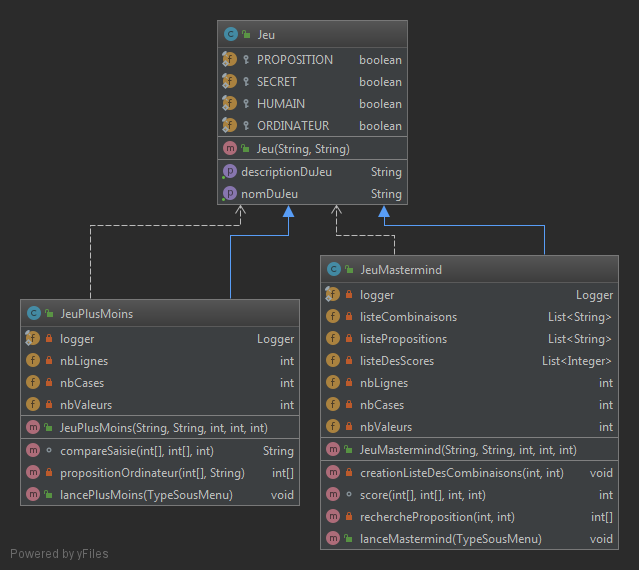 Jeu
PROPOSITION boolean
SECRET boolean
HUMAIN boolean
ORDINATEUR boolean
Jeu(String, String)
descriptionDuJeu String
nomDuJeu String
JeuPlusMoins
logger Logger
nbLignes int
nbCases int
nbValeurs int
JeuPlusMoins(String, String, int, int, int)
compareSaisie(int[], int[], int) String
propositionOrdinateur(int[], String) int[]
lancePlusMoins(TypeSousMenu) void
JeuMastermind
logger Logger
listeCombinaisons List<String>
listePropositions List<String>
listeDesScores List<Integer>
nbLignes int
nbCases int
nbValeurs int
JeuMastermind(String, String, int, int, int)
creationListeDesCombinaisons(int, int) void
score(int[], int[], int, int) int
rechercheProposition(int, int) int[]
lanceMastermind(TypeSousMenu) void
Powered by yFiles